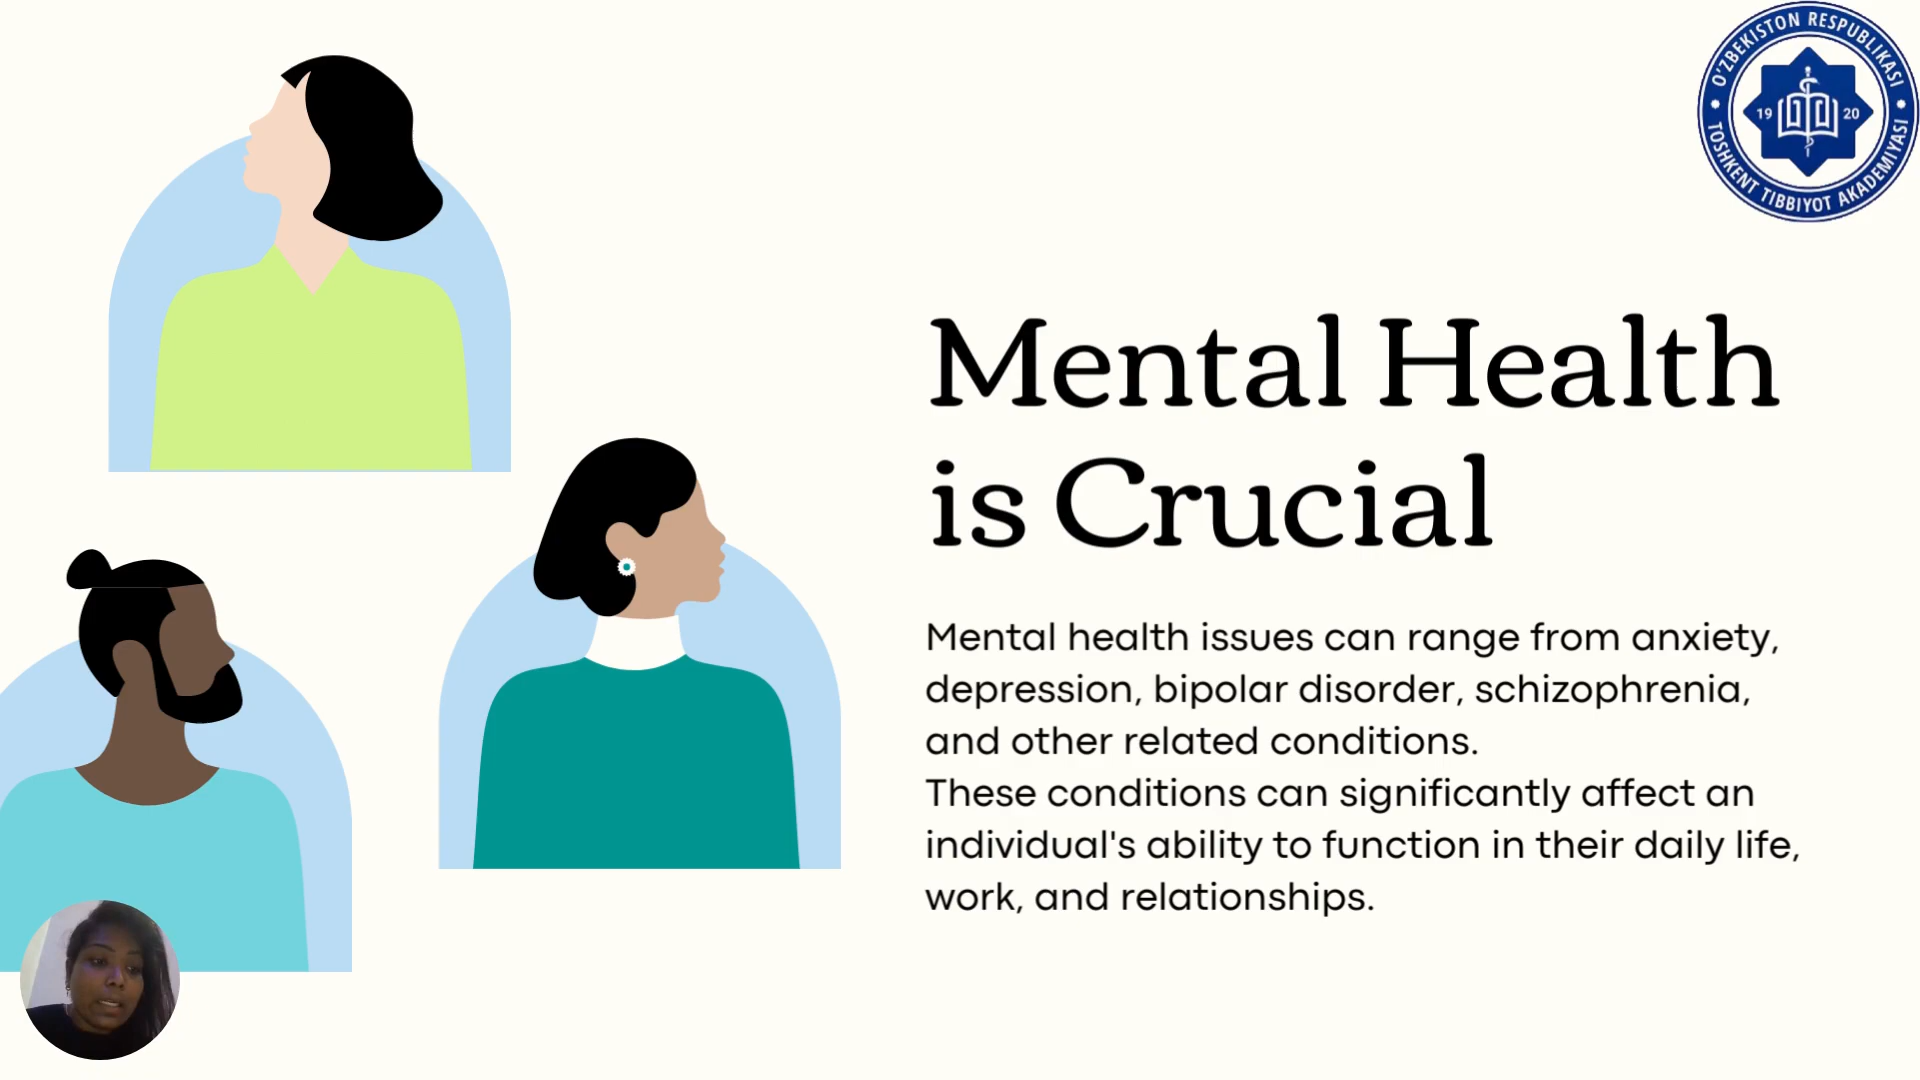 O'ZBEKISTON RESPUBLIKASI
19 20
TOSHKENT TIBBIYOT AKADEMIYASI
Mental Health
is Crucial
Mental health issues can range from anxiety,
depression, bipolar disorder, schizophrenia,
and other related conditions.
These conditions can significantly affect an
individual's ability to function in their daily life,
work, and relationships.